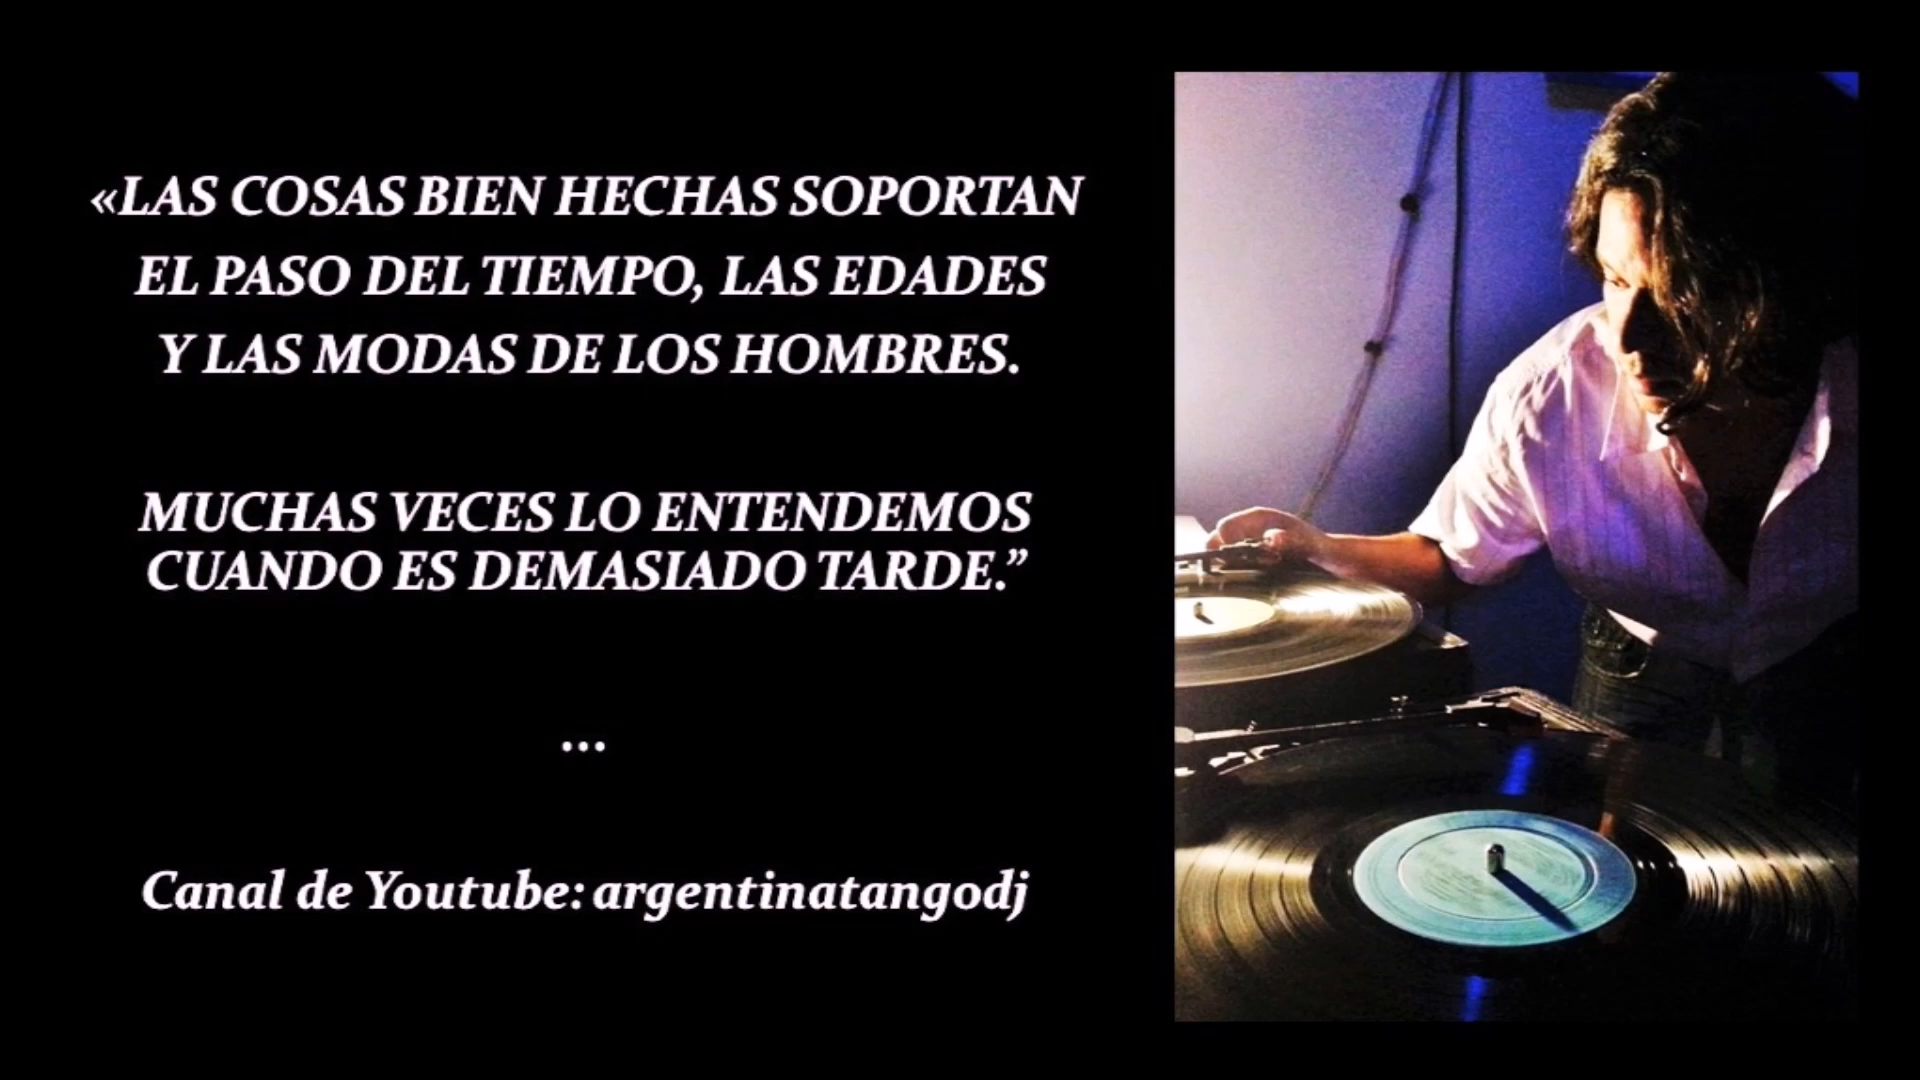 «LAS COSAS BIEN HECHAS SOPORTAN
EL PASO DEL TIEMPO, LAS EDADES
Y LAS MODAS DE LOS HOMBRES.
MUCHAS VECES LO ENTENDEMOS
CUANDO ES DEMASIADO TARDE.”
...
Canal de Youtube: argentinatangodj